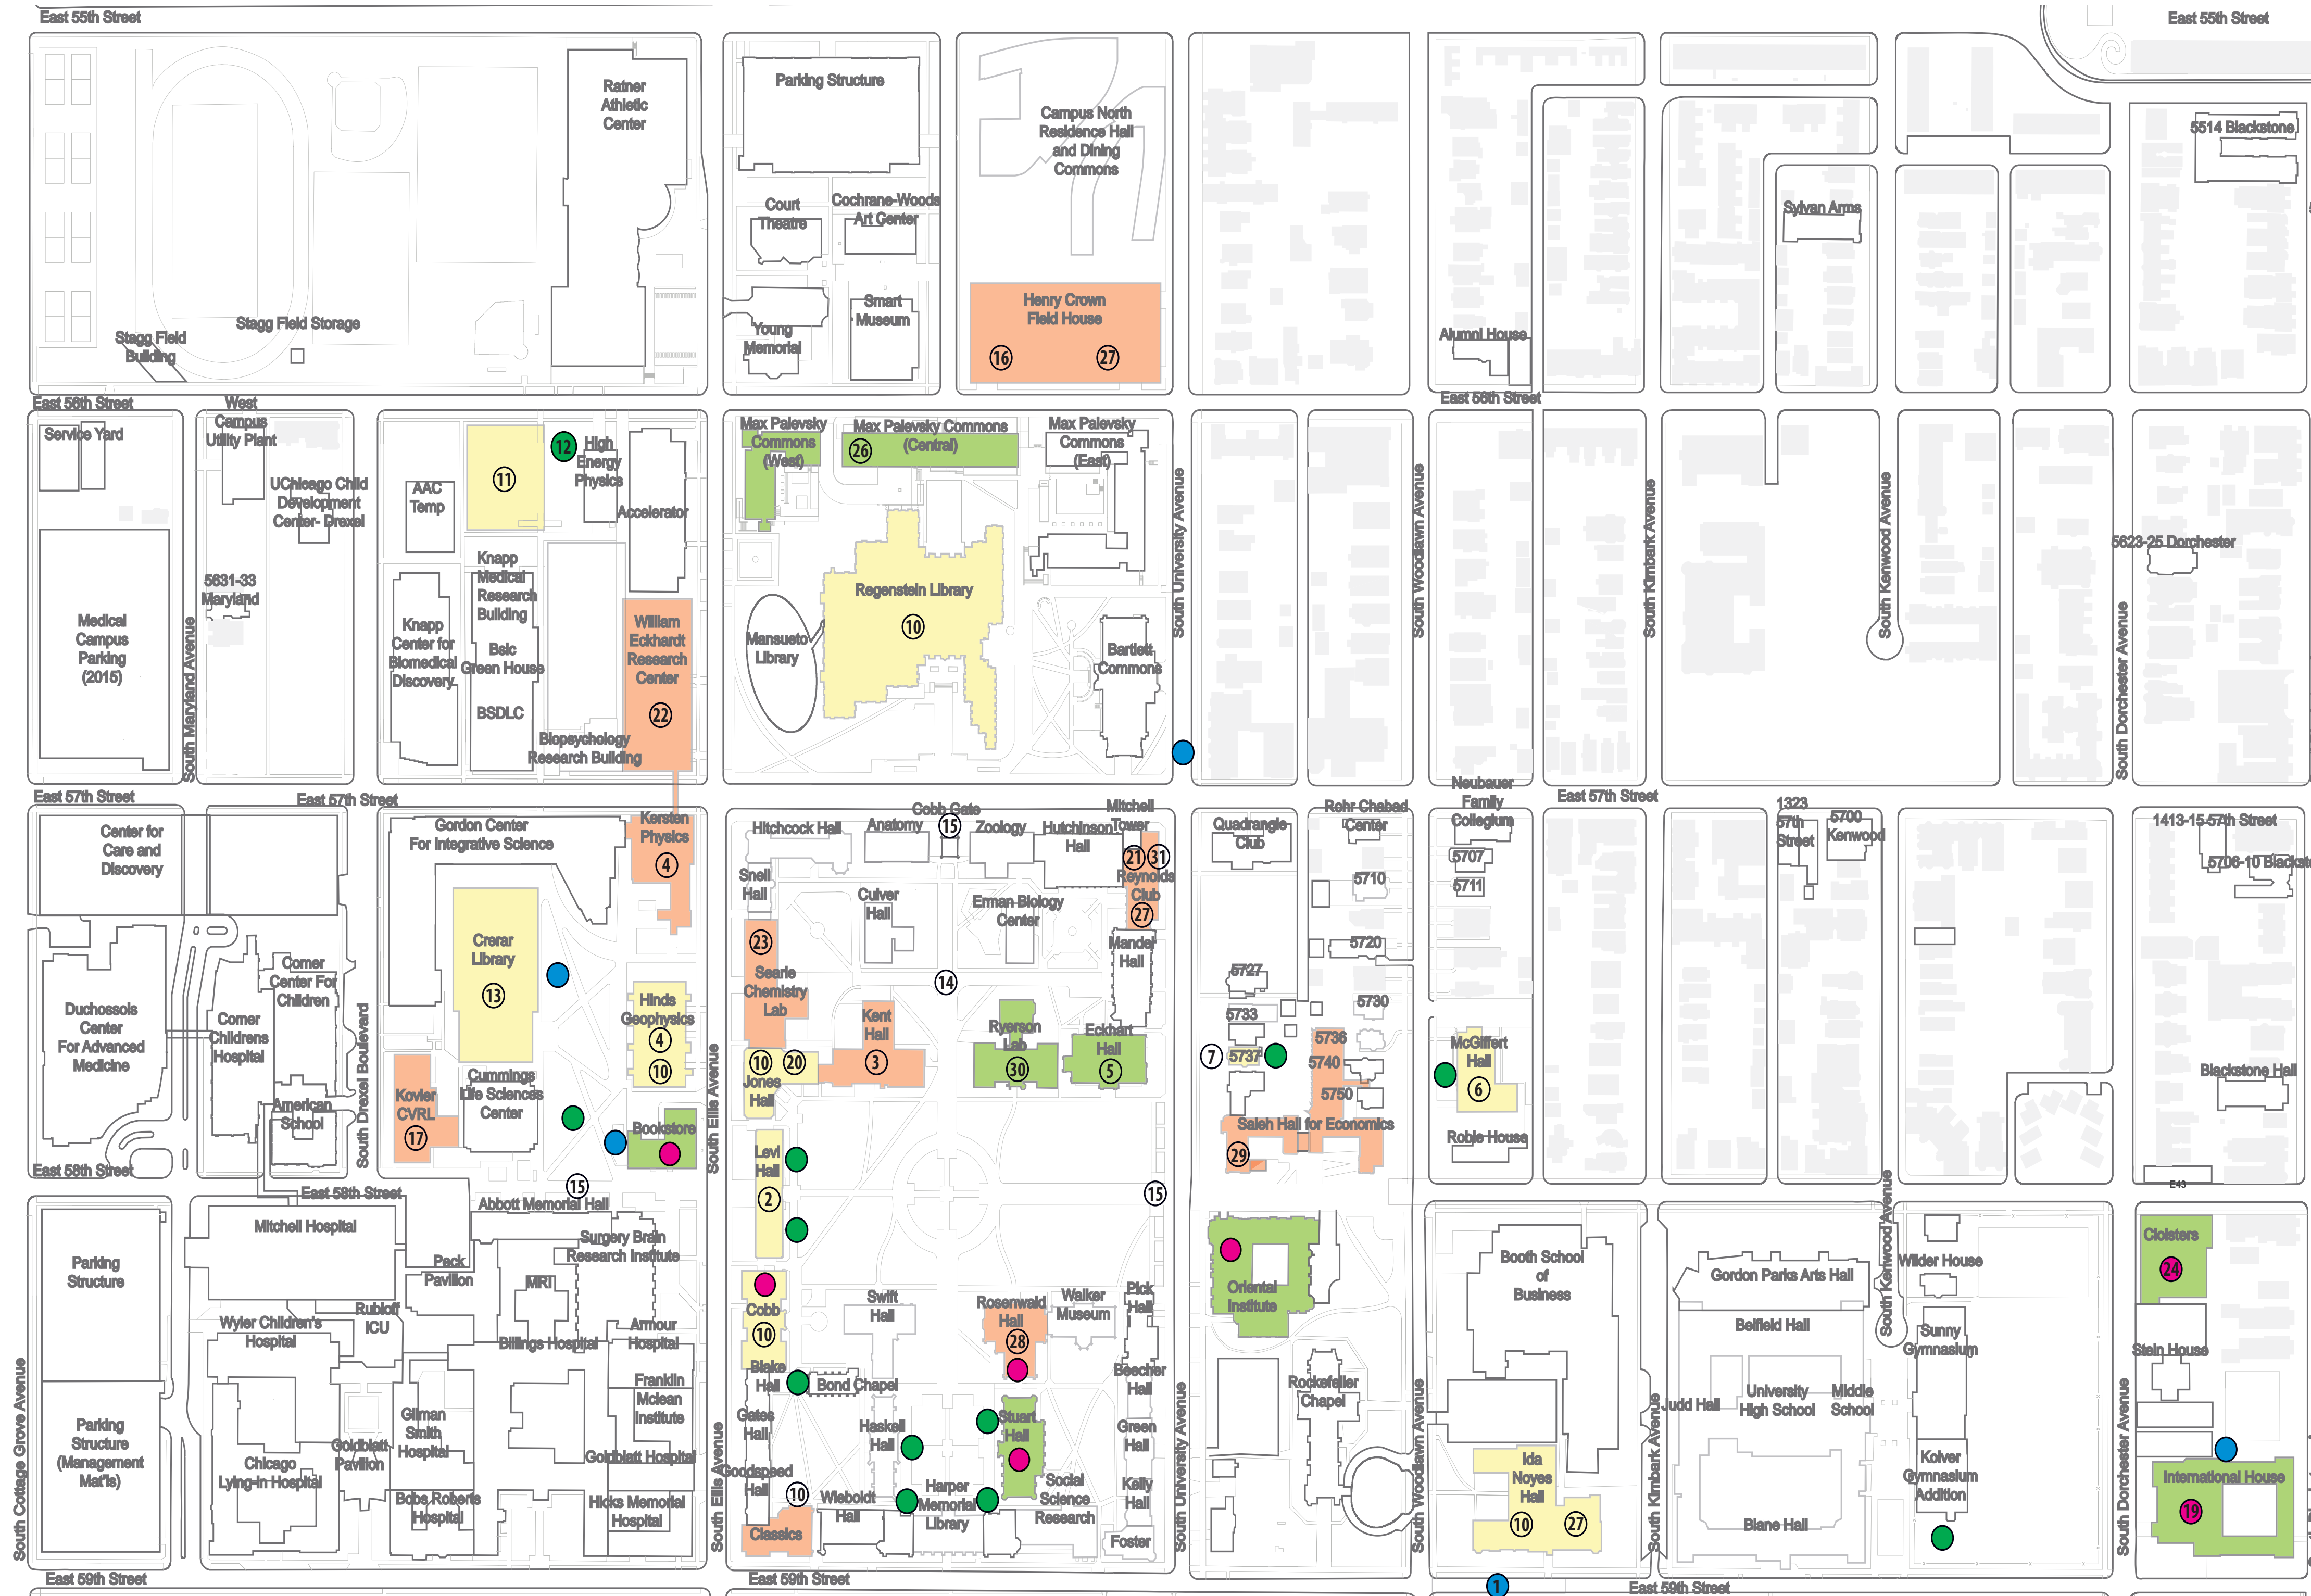 East 55th Street
East 55th Street
Ratner
Athletic
Center
Parking Structure
Campus North
Residence Hall
and Dining
Commons
5514 Blackstone
Court
Theatre
Cochrane-Woods
Art Center
Sylvan Arms
Stagg Field Storage
Stagg Field
Building
Young
Memorial
Smart
Museum
Henry Crown
Field House
16
27
Alumni House
East 56th Street
East 56th Street
Service Yard
West
Campus
Utility Plant
UChicago Child
Development
Center- Drexel
AAC
Temp
11
12
High
Energy
Physics
Accelerator
Max Palevsky
Commons
(West)
Max Palevsky Commons
(Central)
26
Max Palevsky
Commons
(East)
South University Avenue
South Woodlawn Avenue
South Kimbark Avenue
South Kenwood Avenue
5623-25 Dorchester
South Dorchester Avenue
Medical
Campus
Parking
(2015)
South Maryland Avenue
5631-33
Maryland
Knapp
Center for
Biomedical
Discovery
Knapp
Medical
Research
Building
Bsic
Green House
BSDLC
William
Eckhardt
Research
Center
22
Biopsychology
Research Building
Mansueto
Library
Regenstein Library
10
Bartlett
Commons
East 57th Street
East 57th Street
East 57th Street
Center for
Care and
Discovery
Gordon Center
For Integrative Science
Kersten
Physics
4
Hitchcock Hall
Anatomy
Cobb Gate
15
Zoology
Hutchinson
Hall
Mitchell
Tower
21
31
Reynolds
Club
27
Mandel
Hall
Quadrangle
Club
Rohr Chabad
Center
Neubauer
Family
Collegium
5707
5711
1323
57th
Street
5700
Kenwood
1413-15 57th Street
Snell
Hall
Culver
Hall
Erman Biology
Center
5710
5720
5727
5730
5733
5736
5737
5740
5750
7
Duchossois
Center
For Advanced
Medicine
Comer
Childrens
Hospital
Comer
Center For
Children
American
School
South Drexel Boulevard
Crerar
Library
13
Kovler
CVRL
17
Cummings
Life Sciences
Center
Hinds
Geophysics
4
10
Bookstore
South Ellis Avenue
23
Searle
Chemistry
Lab
10
20
Jones
Hall
14
Kent
Hall
3
Ryerson
Lab
30
Eckhart
Hall
5
Saleh Hall for Economics
29
McGiffert
Hall
6
Robie House
Blackstone Hall
East 58th Street
East 58th Street
15
Levi
Hall
2
15
E43
Parking
Structure
Mitchell Hospital
Abbott Memorial Hall
Surgery Brain
Research Institute
Peck
Pavilion
MRI
Rubloff
ICU
Wyler Children's
Hospital
Billings Hospital
Armour
Hospital
Franklin
Mclean
Institute
Parking
Structure
(Management
Mat'ls)
South Cottage Grove Avenue
Chicago
Lying-In Hospital
Goldblatt
Pavilion
Gilman
Smith
Hospital
Bobs Roberts
Hospital
Goldblatt Hospital
Hicks Memorial
Hospital
South Ellis Avenue
Cobb
10
Blake
Hall
Gates
Hall
Goodspeed
Hall
10
Classics
Bond Chapel
Swift
Hall
Haskell
Hall
Wieboldt
Hall
Harper
Memorial
Library
Rosenwald
Hall
28
Walker
Museum
Stuart
Hall
Social
Science
Research
Pick
Hall
Beecher
Hall
Green
Hall
Kelly
Hall
Foster
South University Avenue
Oriental
Institute
Rockefeller
Chapel
South Woodlawn Avenue
Booth School
of
Business
Ida
Noyes
Hall
10
27
South Kimbark Avenue
Gordon Parks Arts Hall
Belfield Hall
Judd Hall
University
High School
Middle
School
Blaine Hall
South Kenwood Avenue
Wilder House
Sunny
Gymnasium
Kolver
Gymnasium
Addition
South Dorchester Avenue
Cloisters
24
Stein House
International House
19
East 59th Street
East 59th Street
1
East 59th Street